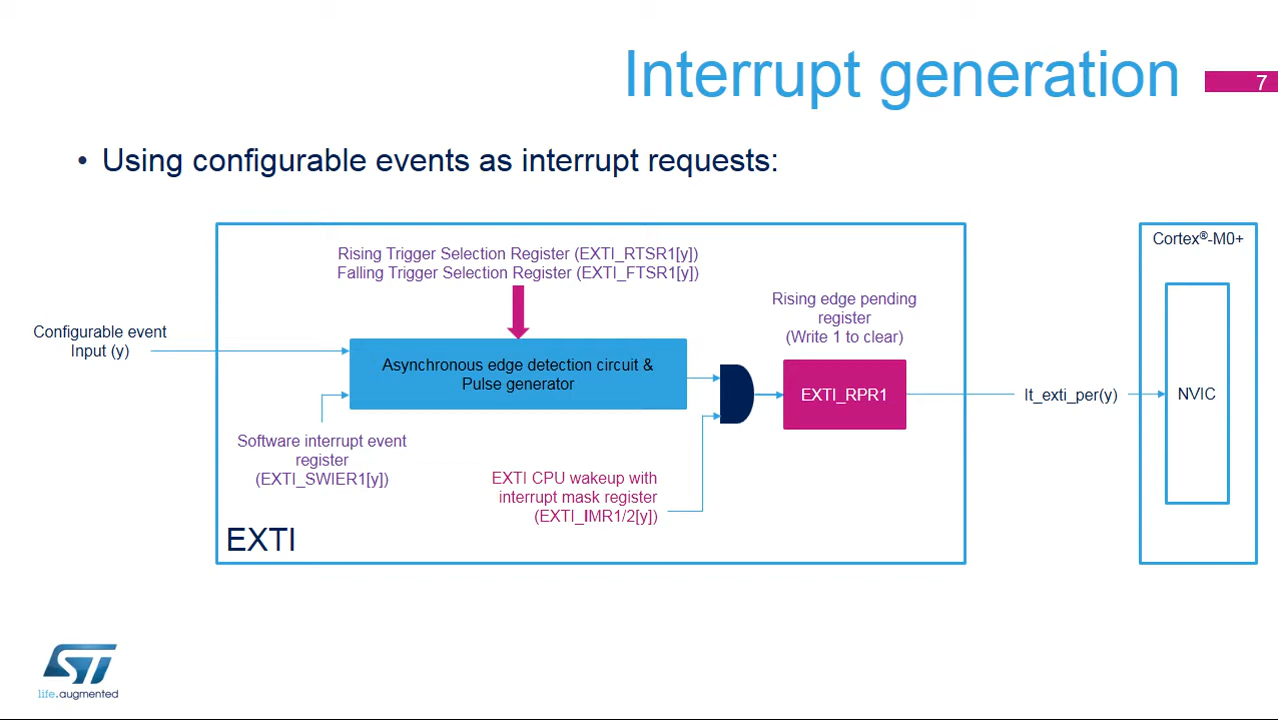 Interrupt generation
7
• Using configurable events as interrupt requests:
Rising Trigger Selection Register (EXTI_RTSR1[y])
Falling Trigger Selection Register (EXTI_FTSR1[y])
Cortex®-M0+
Rising edge pending
register
(Write 1 to clear)
Configurable event
Input (y)
Asynchronous edge detection circuit &
Pulse generator
EXTI_RPR1
It_exti_per(y)
NVIC
Software interrupt event
register
(EXTI_SWIER1[y])
EXTI CPU wakeup with
interrupt mask register
(EXTI_IMR1/2[y])
EXTI
ST
life.augmented